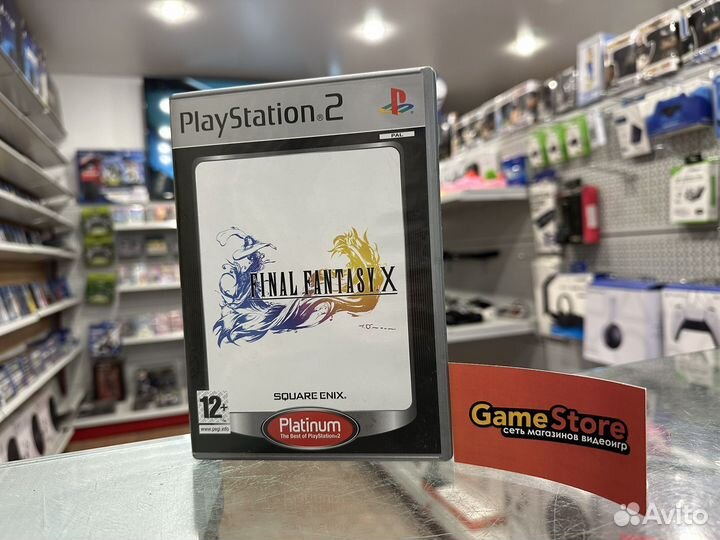 PlayStation®2
PAL
FINAL FANTASY X
SQUARE ENIX®
12+
www.pegi.info
Platinum
The Best of PlayStation®2
GameStore
сеть магазинов видеоигр
Avito